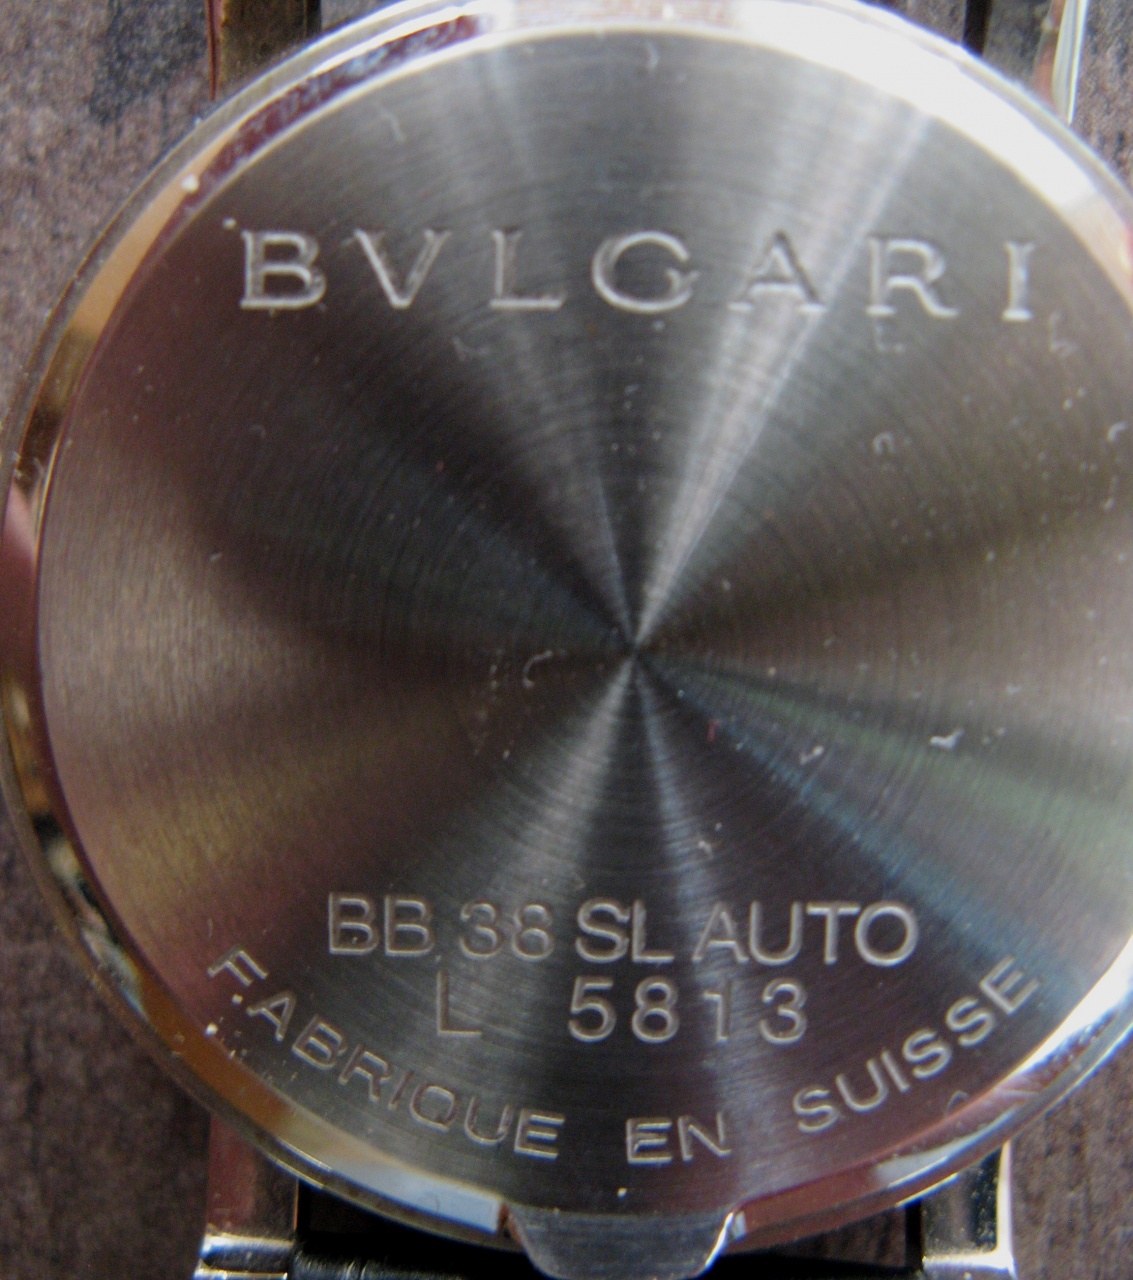 BVLGARI
BB 38 SL AUTO
L 5813
FABRIQUE EN SUISSE